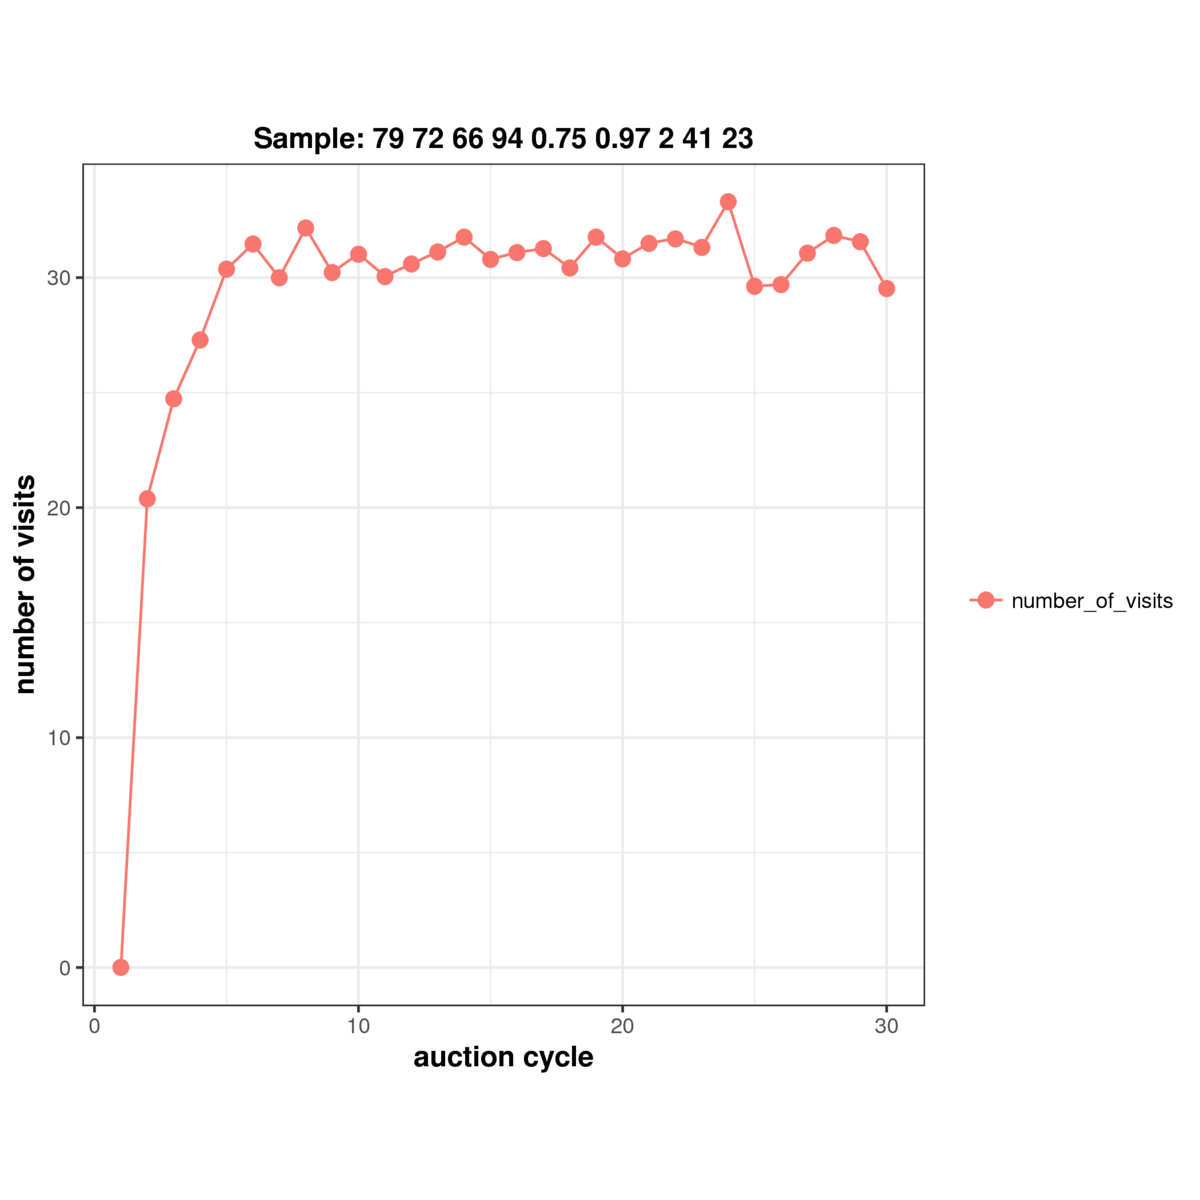 Sample: 79 72 66 94 0.75 0.97 2 41 23
30
20
10
0
number of visits
0 10 20 30
auction cycle
number_of_visits